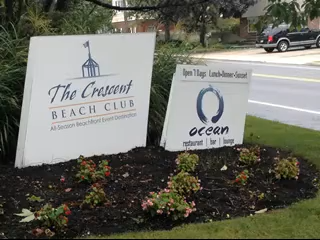 The Crescent
BEACH CLUB
All-Season Beachfront Event Destination
Open 7 Days Lunch-Dinner-Sunset
ocean
restaurant | bar | lounge